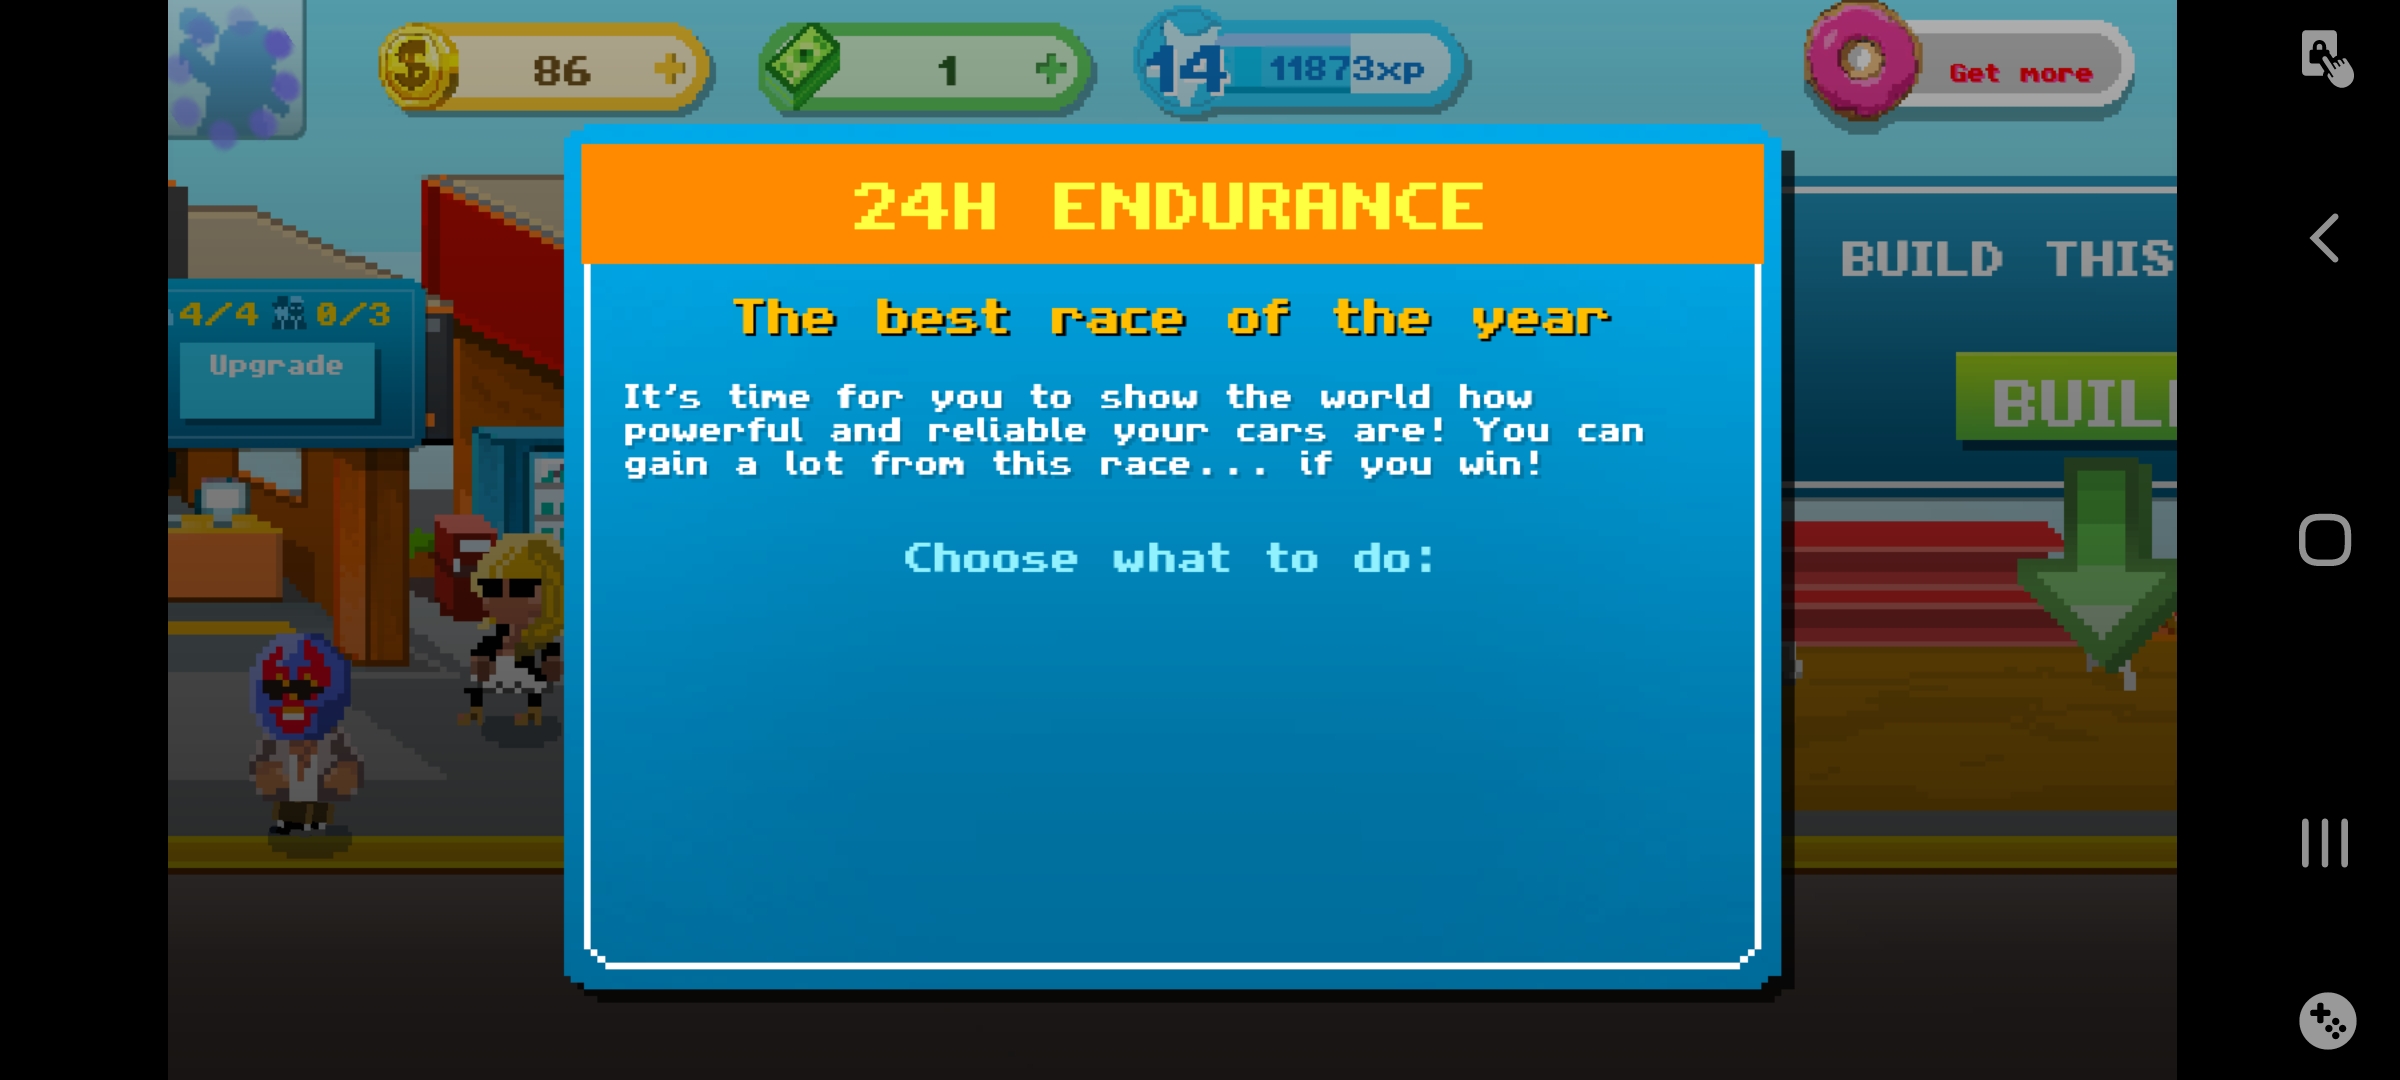 86
1
14 11873xp
Get more
24H ENDURANCE
The best race of the year
It's time for you to show the world how
powerful and reliable your cars are! You can
gain a lot from this race... if you win!
Choose what to do:
4/4 0/3
Upgrade
BUILD THIS